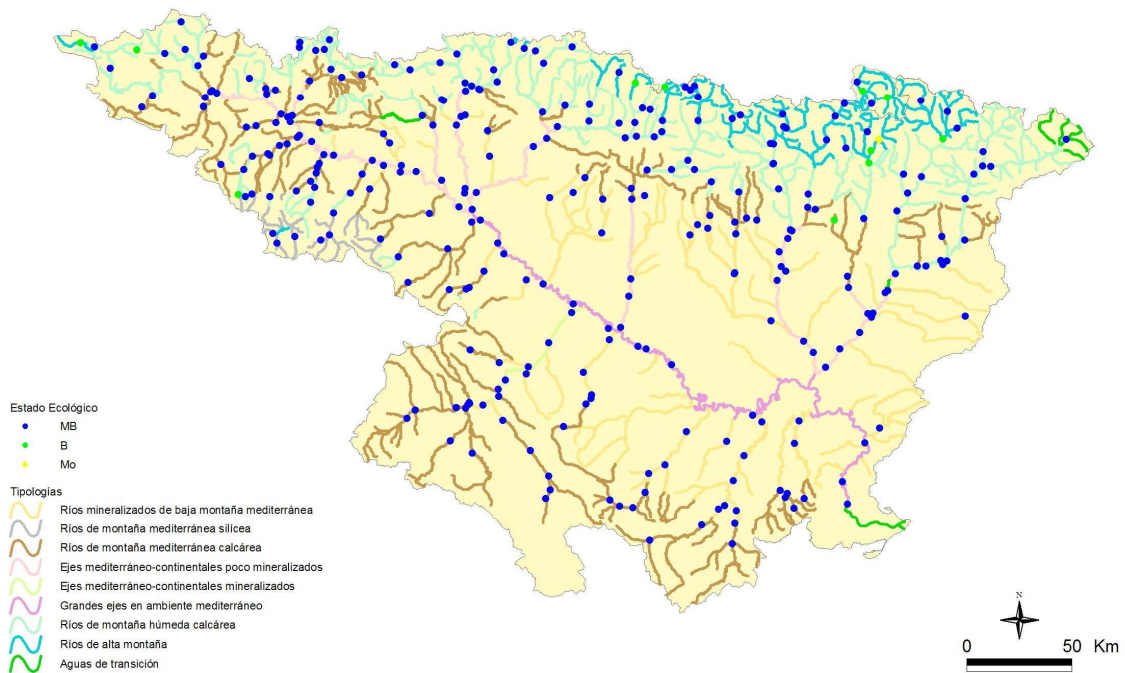 Estado Ecológico
MB
B
Mo
Tipologías
Ríos mineralizados de baja montaña mediterránea
Ríos de montaña mediterránea silícea
Ríos de montaña mediterránea calcárea
Ejes mediterráneo-continentales poco mineralizados
Ejes mediterráneo-continentales mineralizados
Grandes ejes en ambiente mediterráneo
Ríos de montaña húmeda calcárea
Ríos de alta montaña
Aguas de transición
N
0 50 Km